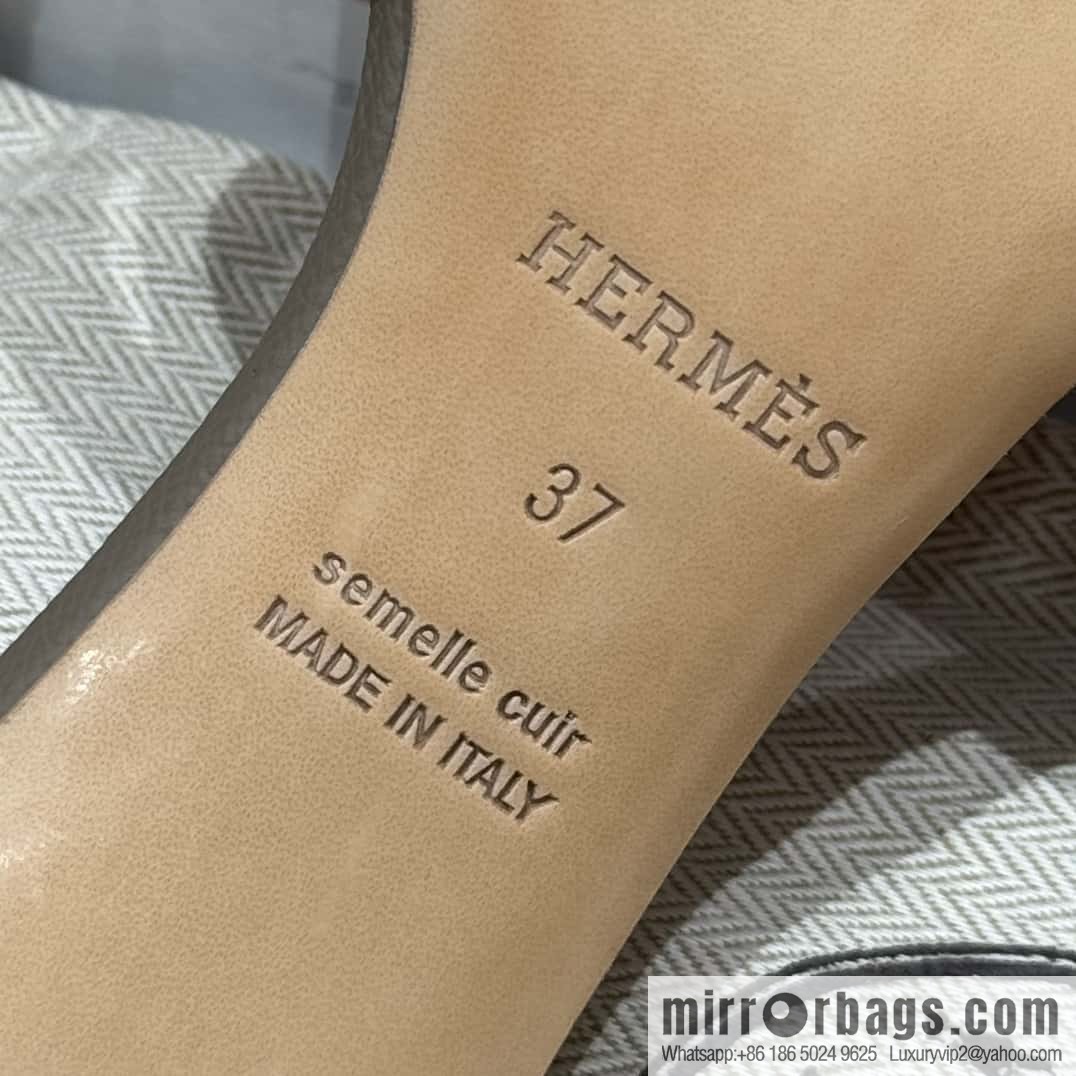 HERMÈS
37
semelle cuir
MADE IN ITALY
mirrorbags.com
Whatsapp:+86 186 5024 9625 Luxuryvip2@yahoo.com